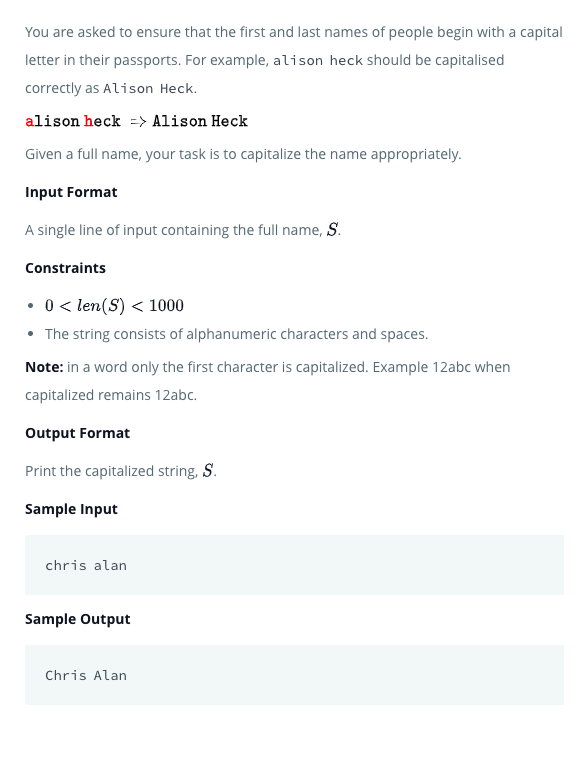 You are asked to ensure that the first and last names of people begin with a capital
letter in their passports. For example, alison heck should be capitalised
correctly as Alison Heck.
alison heck => Alison Heck
Given a full name, your task is to capitalize the name appropriately.
Input Format
A single line of input containing the full name, S.
Constraints
• 0 < len(S) < 1000
• The string consists of alphanumeric characters and spaces.
Note: in a word only the first character is capitalized. Example 12abc when
capitalized remains 12abc.
Output Format
Print the capitalized string, S.
Sample Input
chris alan
Sample Output
Chris Alan